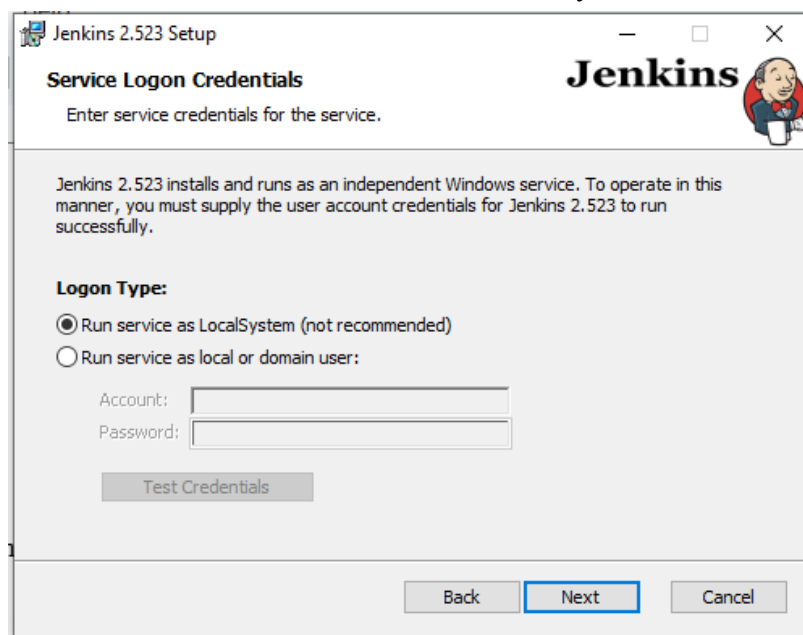 Jenkins 2.523 Setup
Service Logon Credentials
Jenkins
Enter service credentials for the service.
Jenkins 2.523 installs and runs as an independent Windows service. To operate in this
manner, you must supply the user account credentials for Jenkins 2.523 to run
successfully.
Logon Type:
Run service as LocalSystem (not recommended)
Run service as local or domain user:
Account:
Password:
Test Credentials
Back Next Cancel